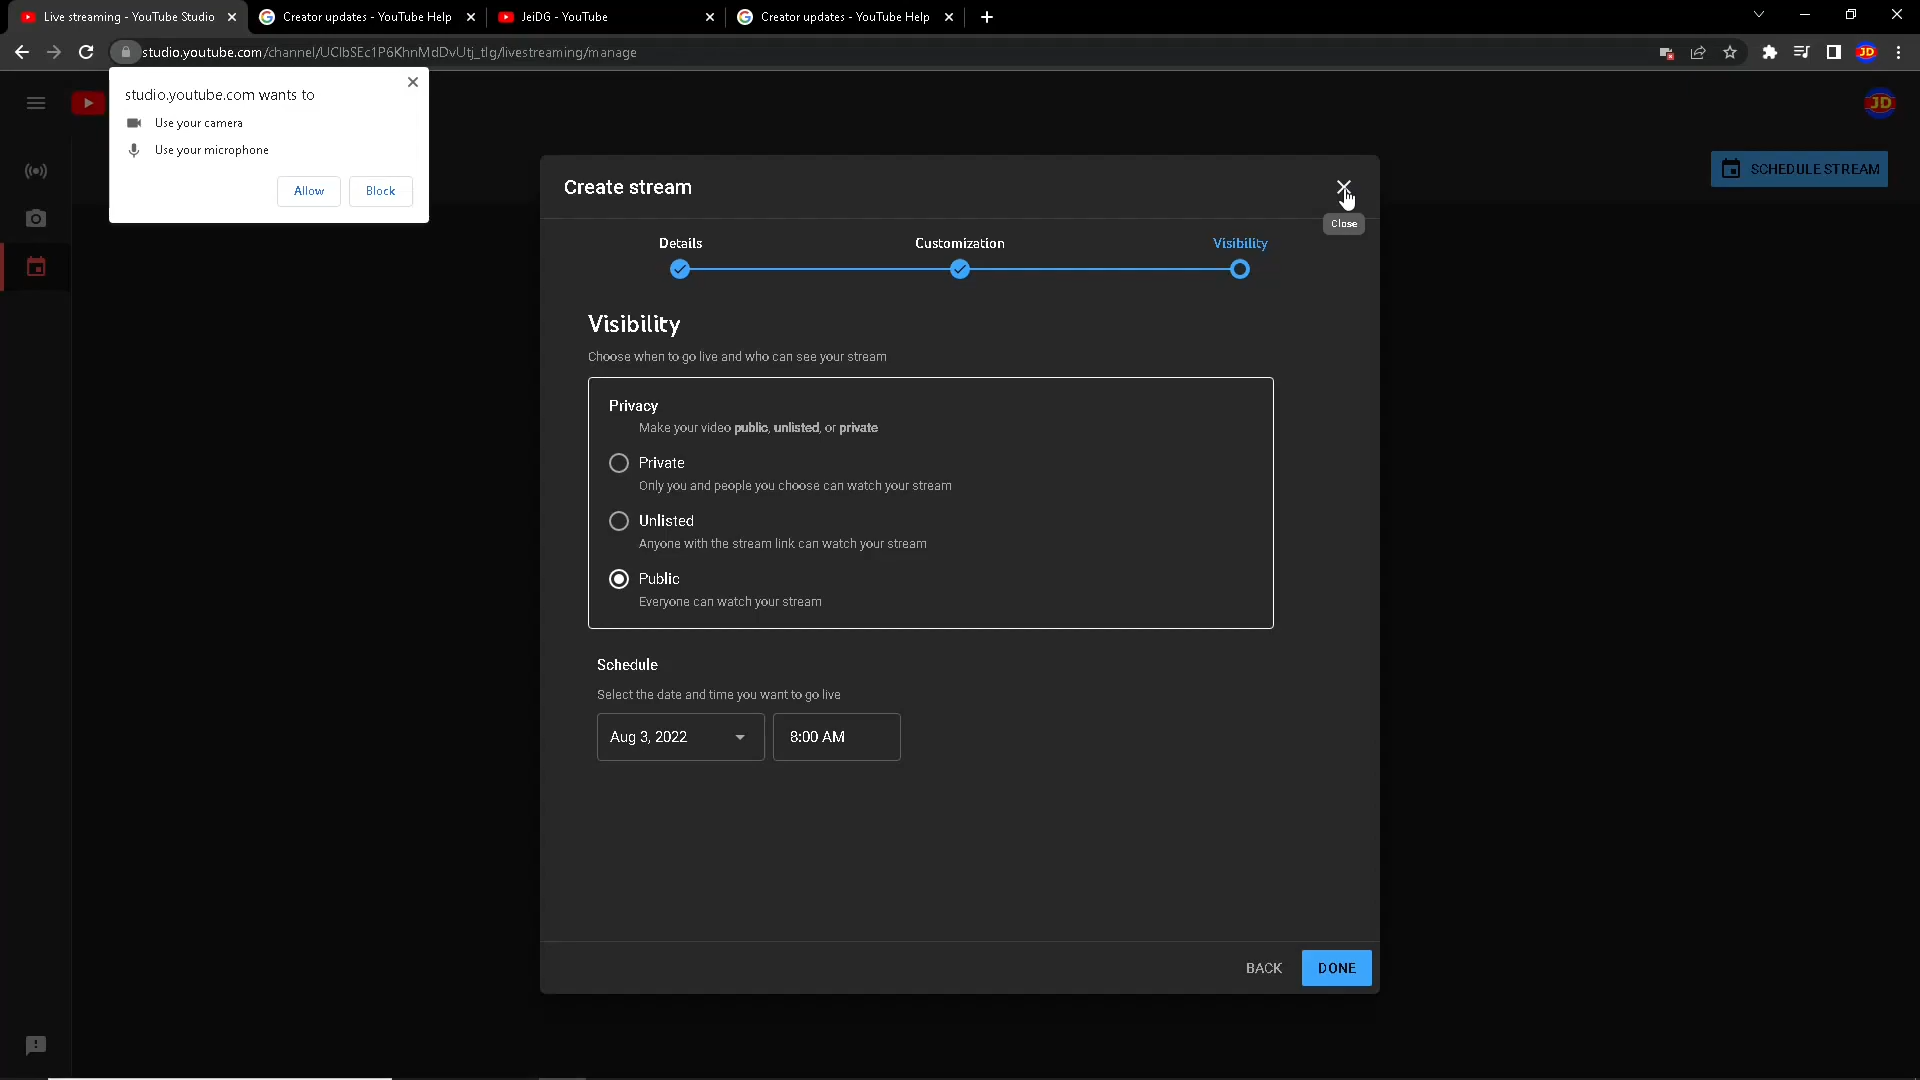 Live streaming - YouTube Studio
Creator updates - YouTube Help
JeiDG - YouTube
Creator updates - YouTube Help
studio.youtube.com/channel/UClbSEc1P6KhnMdDvUtj_tlg/livestreaming/manage
JD
studio.youtube.com wants to
Use your camera
Use your microphone
Allow
Block
JD
SCHEDULE STREAM
Create stream
Close
Details
Customization
Visibility
Visibility
Choose when to go live and who can see your stream
Privacy
Make your video public, unlisted, or private
Private
Only you and people you choose can watch your stream
Unlisted
Anyone with the stream link can watch your stream
Public
Everyone can watch your stream
Schedule
Select the date and time you want to go live
Aug 3, 2022
8:00 AM
BACK
DONE